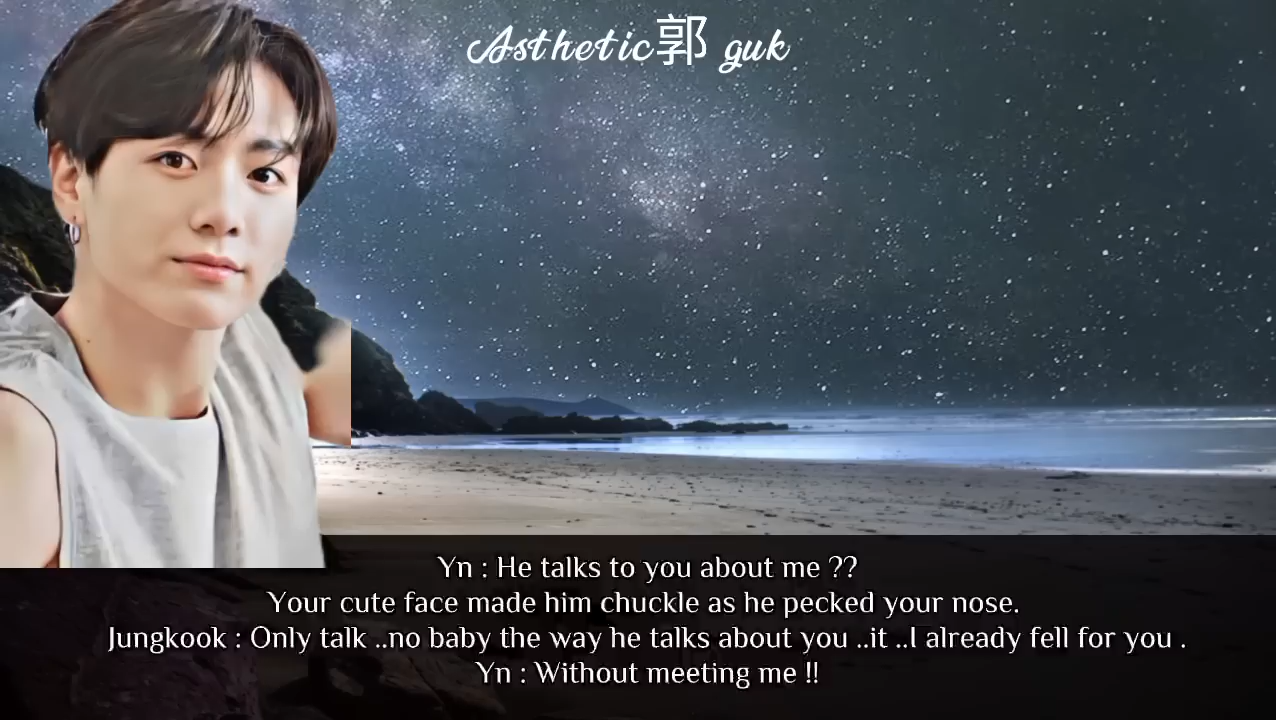 Asthetic郭 guk
Yn : He talks to you about me ??
Your cute face made him chuckle as he pecked your nose.
Jungkook : Only talk ..no baby the way he talks about you ..it ..I already fell for you .
Yn : Without meeting me !!